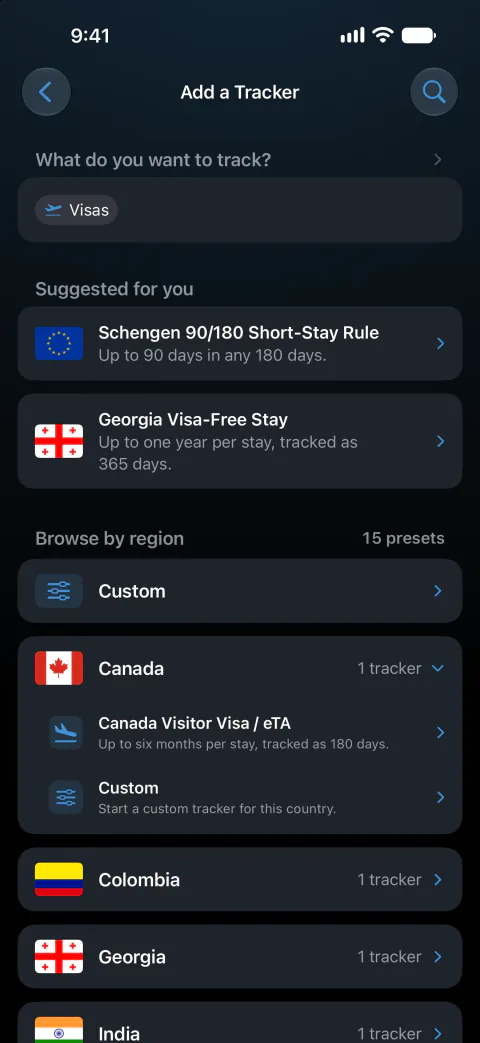 9:41
Add a Tracker
What do you want to track?
Visas
Suggested for you
Schengen 90/180 Short-Stay Rule
Up to 90 days in any 180 days.
Georgia Visa-Free Stay
Up to one year per stay, tracked as
365 days.
Browse by region 15 presets
Custom
Canada 1 tracker
Canada Visitor Visa / eTA
Up to six months per stay, tracked as 180 days.
Custom
Start a custom tracker for this country.
Colombia 1 tracker
Georgia 1 tracker
India 1 tracker